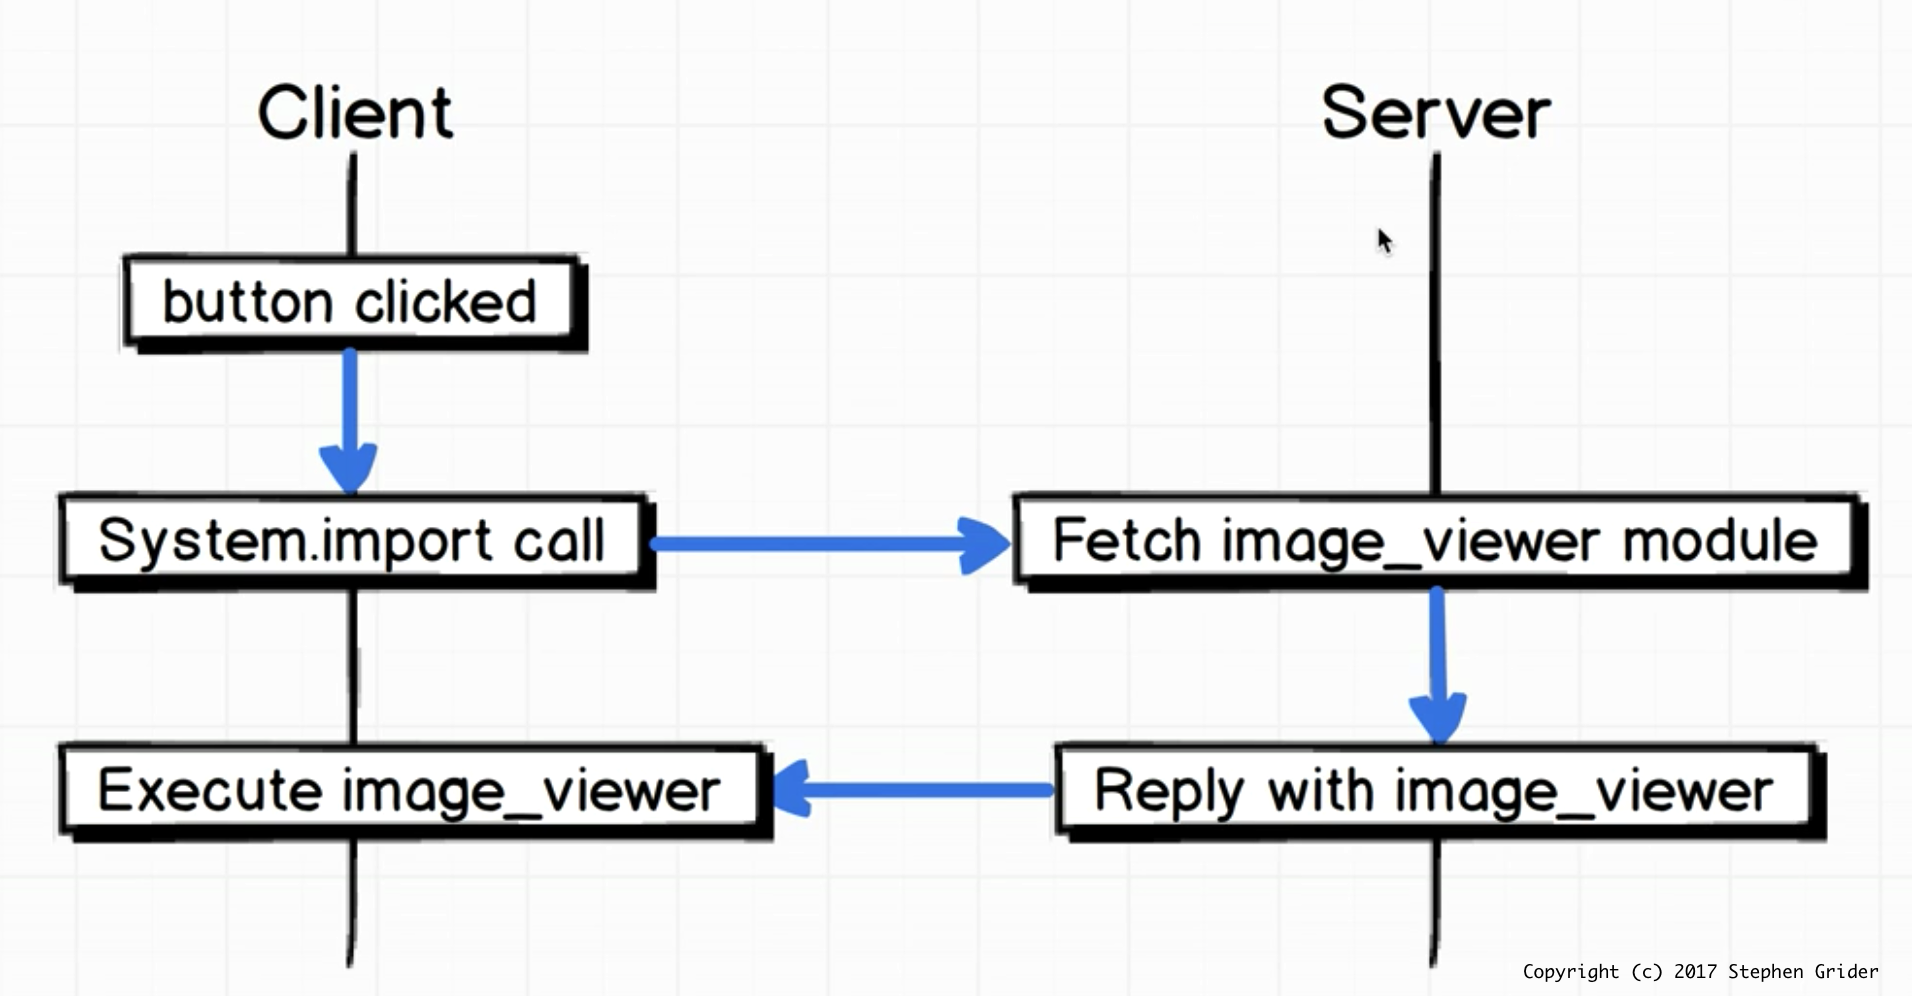 Client
Server
button clicked
System.import call
Fetch image_viewer module
Execute image_viewer
Reply with image_viewer
Copyright (c) 2017 Stephen Grider